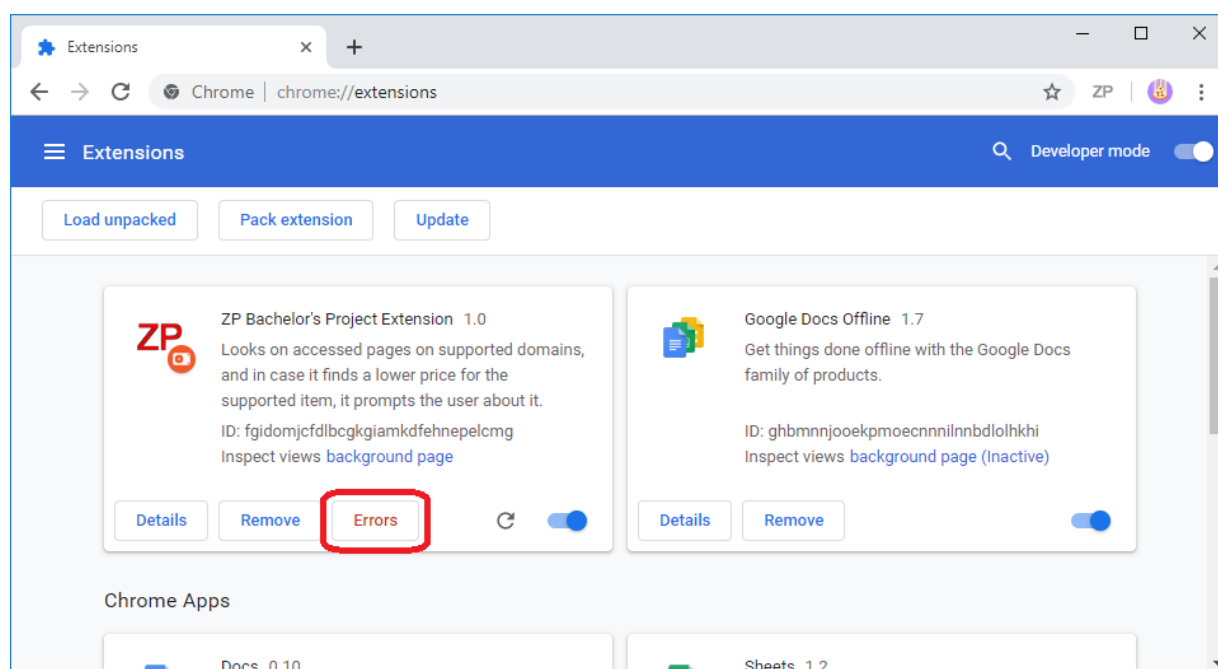 Extensions
Chrome | chrome://extensions
ZP
Extensions
Developer mode
Load unpacked
Pack extension
Update
ZP
ZP Bachelor's Project Extension 1.0
Looks on accessed pages on supported domains,
and in case it finds a lower price for the
supported item, it prompts the user about it.
ID: fgidomjcfdlbcgkgiamkdfehnepelcmg
Inspect views background page
Details
Remove
Errors
Google Docs Offline 1.7
Get things done offline with the Google Docs
family of products.
ID: ghbmnnjooekpmoecnnnilnnbdlolhkhi
Inspect views background page (Inactive)
Details
Remove
Chrome Apps
Docs 0.10
Sheets 1.2